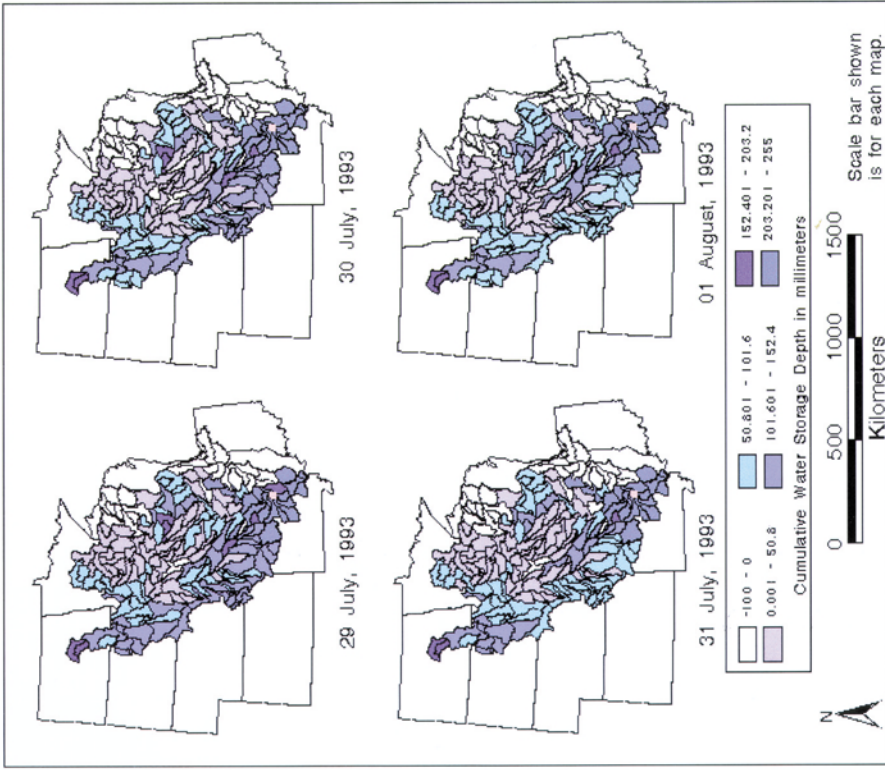 29 July, 1993
30 July, 1993
31 July, 1993
01 August, 1993
-100 - 0
50.801 - 101.6
152.401 - 203.2
0.001 - 50.8
101.601 - 152.4
203.201 - 255
Cumulative Water Storage Depth in millimeters
N
0 500 1000 1500
Kilometers
Scale bar shown
is for each map.